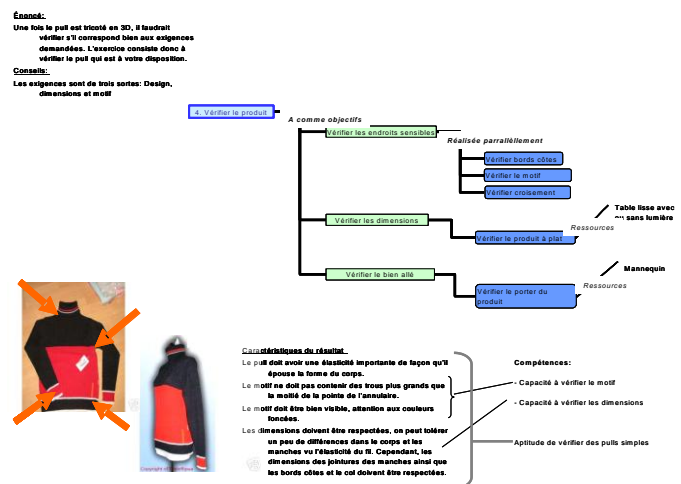 Énoncé:
Une fois le pull est tricoté en 3D, il faudrait
vérifier s'il correspond bien aux exigences
demandées. L'exercice consiste donc à
vérifier le pull qui est à votre disposition.
Conseils:
Les exigences sont de trois sortes: Design,
dimensions et motif
4. Vérifier le produit
A comme objectifs
Vérifier les endroits sensibles
Réalisée parrallèllement
Vérifier bords côtes
Vérifier le motif
Vérifier croisement
Table lisse avec
ou sans lumière
Ressources
Vérifier les dimensions
Vérifier le produit à plat
Mannequin
Ressources
Vérifier le bien allé
Vérifier le porter du
produit
Caractéristiques du résultat
Le pull doit avoir une élasticité importante de façon qu'il
épouse la forme du corps.
Le motif ne doit pas contenir des trous plus grands que
la moitié de la pointe de l'annulaire.
Le motif doit être bien visible, attention aux couleurs
foncées.
Les dimensions doivent être respectées, on peut tolérer
un peu de différences dans le corps et les
manches vu l'élasticité du fil. Cependant, les
dimensions des jointures des manches ainsi que
les bords côtes et le col doivent être respectées.
Compétences:
- Capacité à vérifier le motif
- Capacité à vérifier les dimensions
Aptitude de vérifier des pulls simples